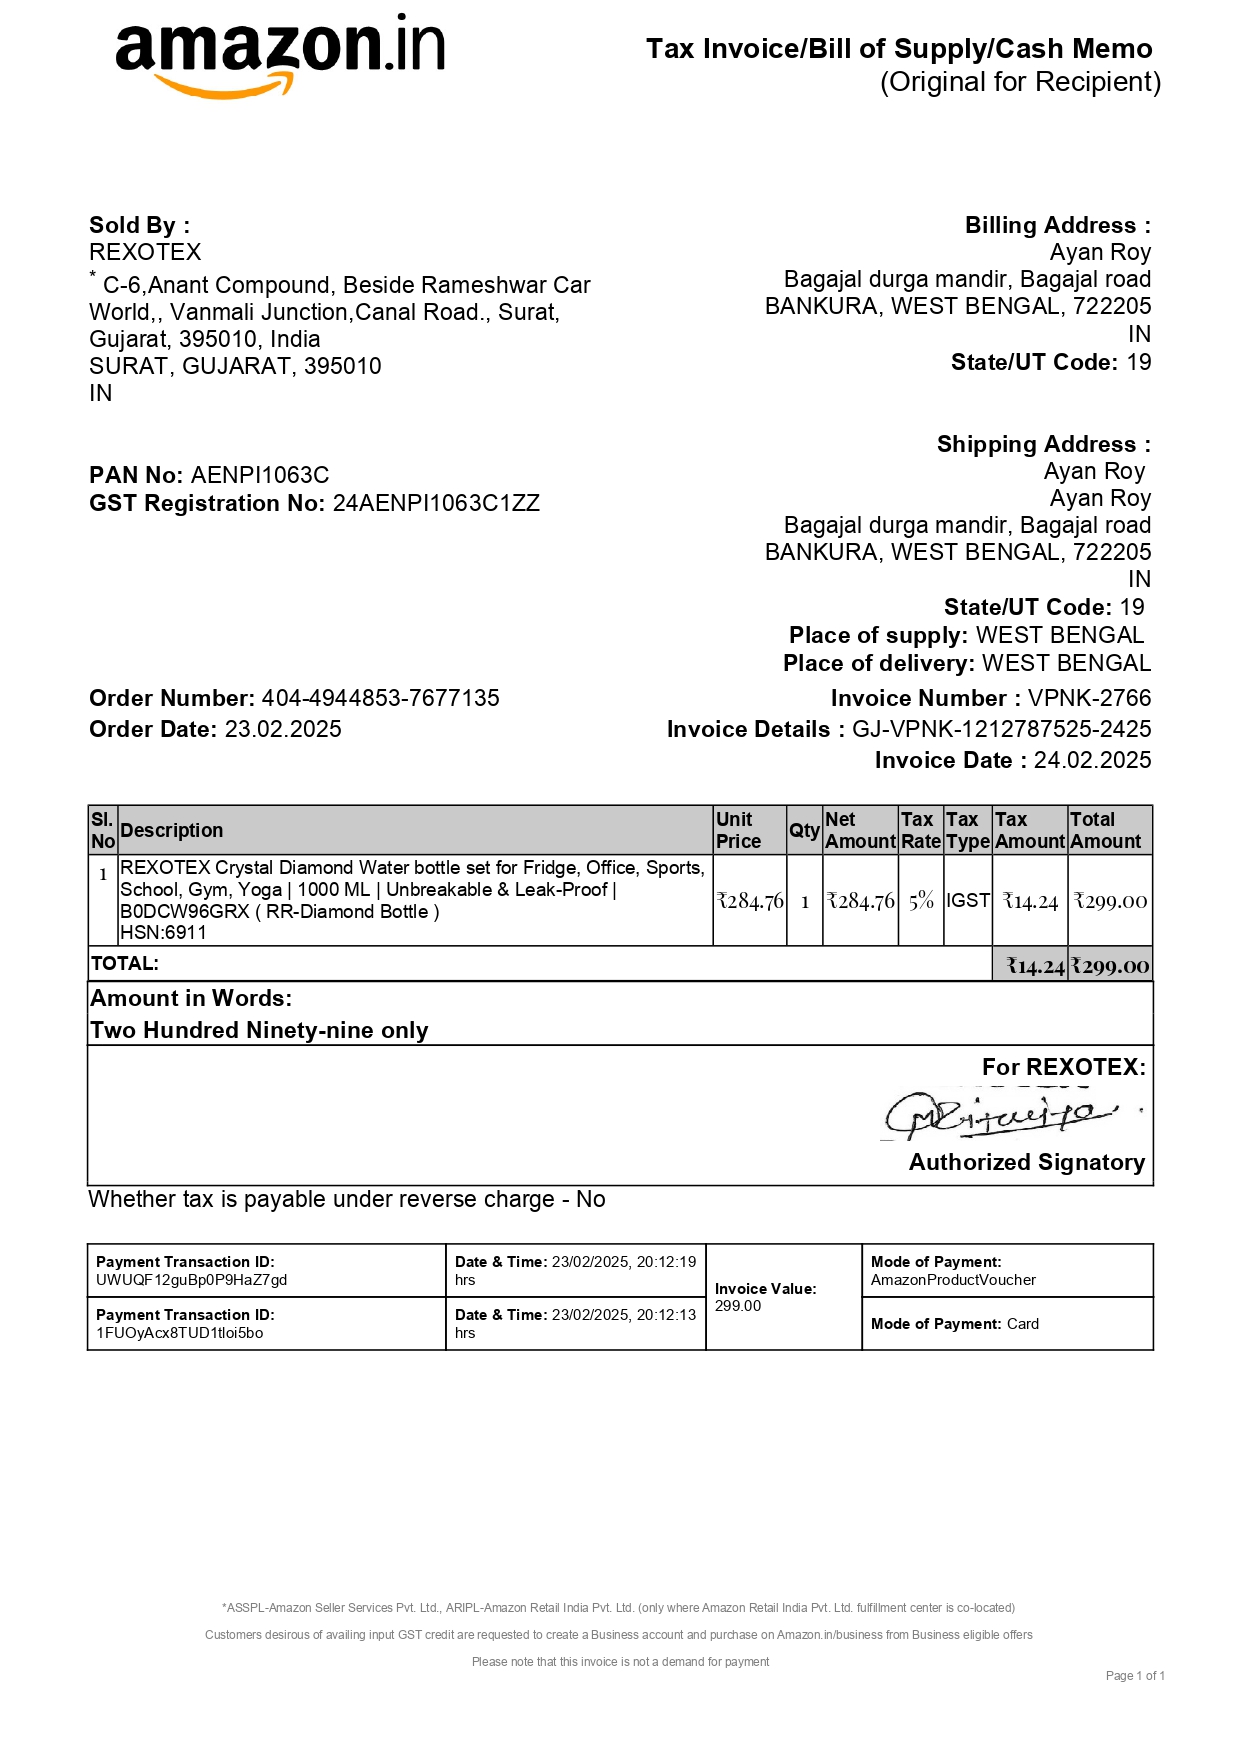 amazon.in
Tax Invoice/Bill of Supply/Cash Memo
(Original for Recipient)
Sold By :
REXOTEX
* C-6,Anant Compound, Beside Rameshwar Car
World,, Vanmali Junction,Canal Road., Surat,
Gujarat, 395010, India
SURAT, GUJARAT, 395010
IN
PAN No: AENPI1063C
GST Registration No: 24AENPI1063C1ZZ
Billing Address :
Ayan Roy
Bagajal durga mandir, Bagajal road
BANKURA, WEST BENGAL, 722205
IN
State/UT Code: 19
Shipping Address :
Ayan Roy
Ayan Roy
Bagajal durga mandir, Bagajal road
BANKURA, WEST BENGAL, 722205
IN
State/UT Code: 19
Place of supply: WEST BENGAL
Place of delivery: WEST BENGAL
Order Number: 404-4944853-7677135
Order Date: 23.02.2025
Invoice Number : VPNK-2766
Invoice Details : GJ-VPNK-1212787525-2425
Invoice Date : 24.02.2025
Sl. No Description Unit Price Qty Net Amount Tax Rate Tax Type Tax Amount Total Amount
1 REXOTEX Crystal Diamond Water bottle set for Fridge, Office, Sports,
School, Gym, Yoga | 1000 ML | Unbreakable & Leak-Proof |
B0DCW96GRX ( RR-Diamond Bottle )
HSN:6911
₹284.76 1 ₹284.76 5% IGST ₹14.24 ₹299.00
TOTAL: ₹14.24 ₹299.00
Amount in Words:
Two Hundred Ninety-nine only
For REXOTEX:
Authorized Signatory
Whether tax is payable under reverse charge - No
Payment Transaction ID:
UWUQF12guBp0P9HaZ7gd
Date & Time: 23/02/2025, 20:12:19
hrs
Invoice Value:
299.00
Mode of Payment:
AmazonProductVoucher
Payment Transaction ID:
1FUOyAcx8TUD1tloi5bo
Date & Time: 23/02/2025, 20:12:13
hrs
Mode of Payment: Card
*ASSPL-Amazon Seller Services Pvt. Ltd., ARIPL-Amazon Retail India Pvt. Ltd. (only where Amazon Retail India Pvt. Ltd. fulfillment center is co-located)
Customers desirous of availing input GST credit are requested to create a Business account and purchase on Amazon.in/business from Business eligible offers
Please note that this invoice is not a demand for payment
Page 1 of 1